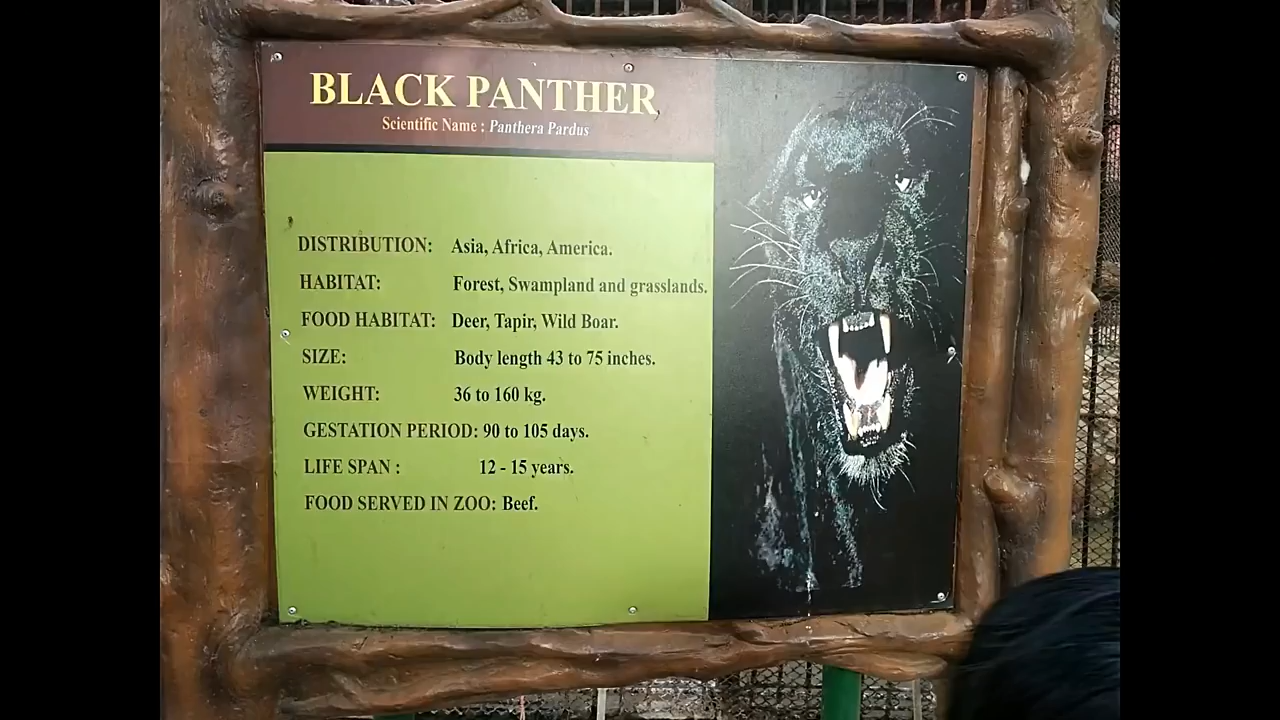 BLACK PANTHER
Scientific Name : Panthera Pardus
DISTRIBUTION: Asia, Africa, America.
HABITAT: Forest, Swampland and grasslands.
FOOD HABITAT: Deer, Tapir, Wild Boar.
SIZE: Body length 43 to 75 inches.
WEIGHT: 36 to 160 kg.
GESTATION PERIOD: 90 to 105 days.
LIFE SPAN : 12 - 15 years.
FOOD SERVED IN ZOO: Beef.